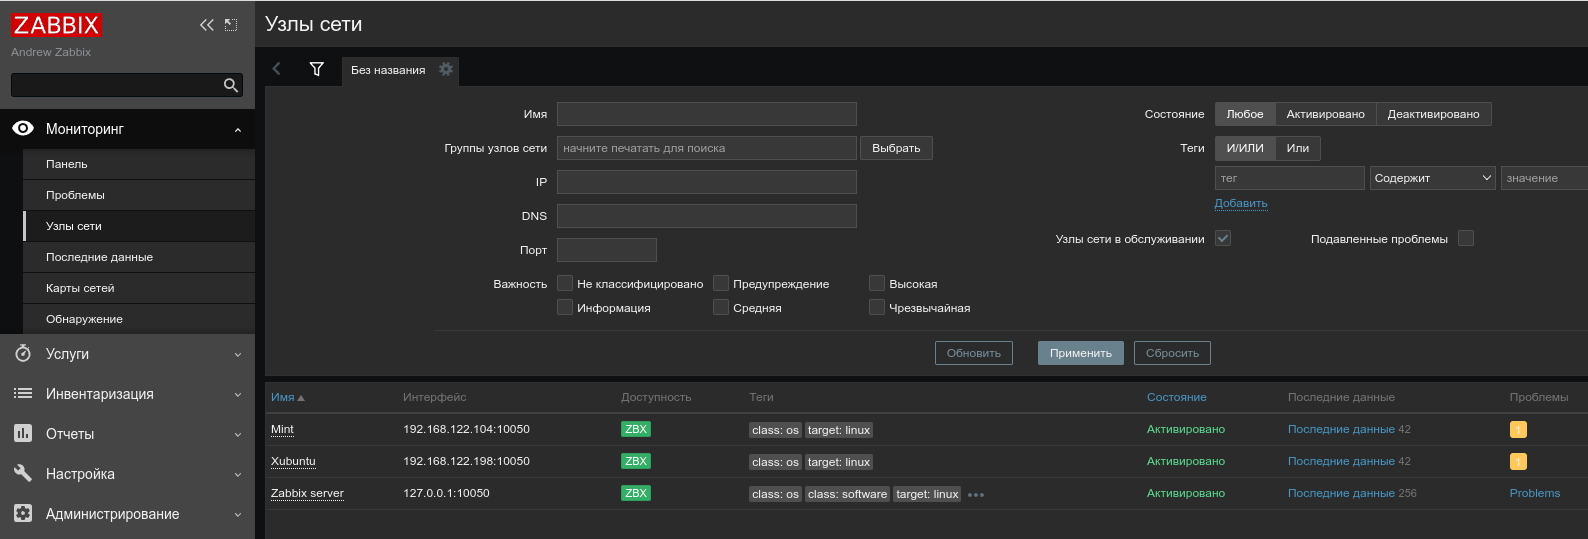 ZABBIX
Andrew Zabbix
Мониторинг
Панель
Проблемы
Узлы сети
Последние данные
Карты сетей
Обнаружение
Услуги
Инвентаризация
Отчеты
Настройка
Администрирование
Узлы сети
Без названия
Имя
Группы узлов сети начните печатать для поиска Выбрать
IP
DNS
Порт
Важность Не классифицировано Предупреждение Высокая
Информация Средняя Чрезвычайная
Состояние Любое Активировано Деактивировано
Теги И/ИЛИ Или
тег Содержит значение
Добавить
Узлы сети в обслуживании Подавленные проблемы
Обновить Применить Сбросить
Имя Интерфейс Доступность Теги Состояние Последние данные Проблемы
Mint 192.168.122.104:10050 ZBX class: os target: linux Активировано Последние данные 42 1
Xubuntu 192.168.122.198:10050 ZBX class: os target: linux Активировано Последние данные 42 1
Zabbix server 127.0.0.1:10050 ZBX class: os class: software target: linux ••• Активировано Последние данные 256 Problems